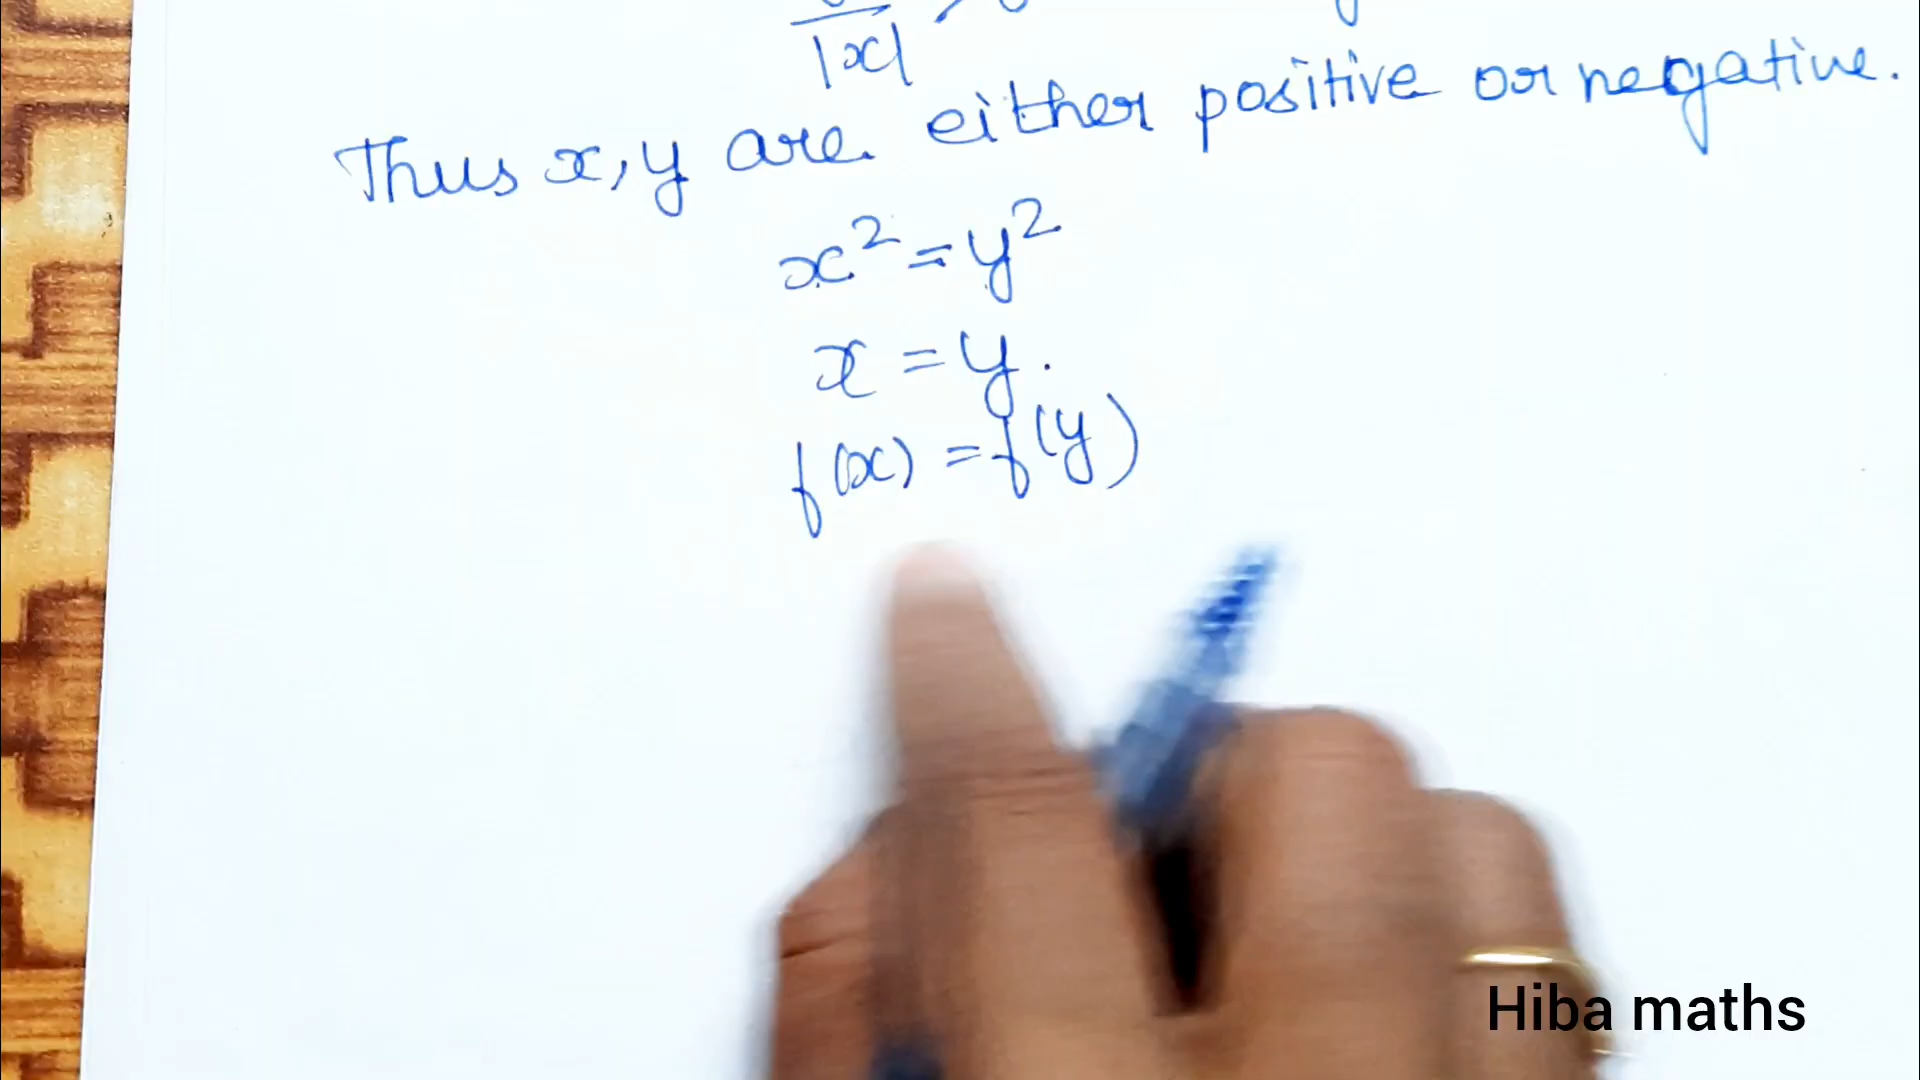 |x|
Thus x, y are either positive or negative.
x² = y²
x = y.
f(x) = f(y)
Hiba maths